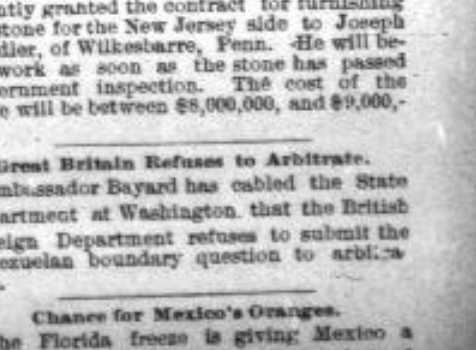 ntly granted the contract for furnishing
stone for the New Jersey side to Joseph
dler, of Wilkesbarre, Penn. He will be-
work as soon as the stone has passed
ernment inspection. The cost of the
e will be between $8,000,000, and $9,000,-
Great Britain Refuses to Arbitrate.
mbassador Bayard has cabled the State
artment at Washington that the British
eign Department refuses to submit the
ezuelan boundary question to arbitra-
Chance for Mexico's Oranges.
he Florida freeze is giving Mexico a